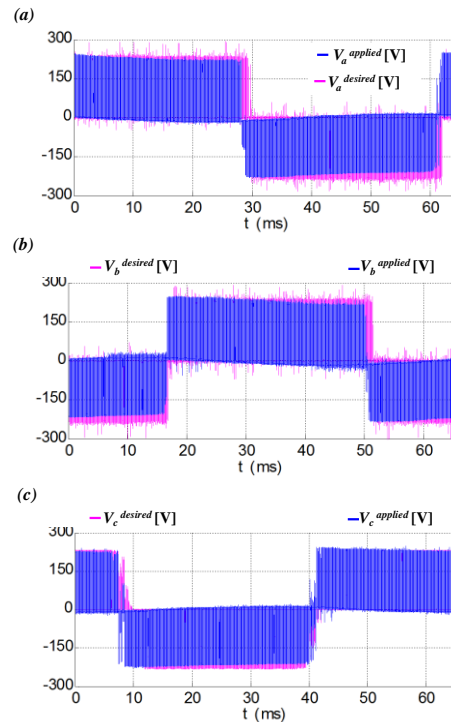 (a)
300
150
0
-150
-300
V_a^applied [V]
V_a^desired [V]
0 10 20 30 40 50 60
t (ms)
(b)
V_b^desired [V] V_b^applied [V]
300
150
0
-150
-300
0 10 20 30 40 50 60
t (ms)
(c)
V_c^desired [V] V_c^applied [V]
300
150
0
-150
-300
0 10 20 30 40 50 60
t (ms)